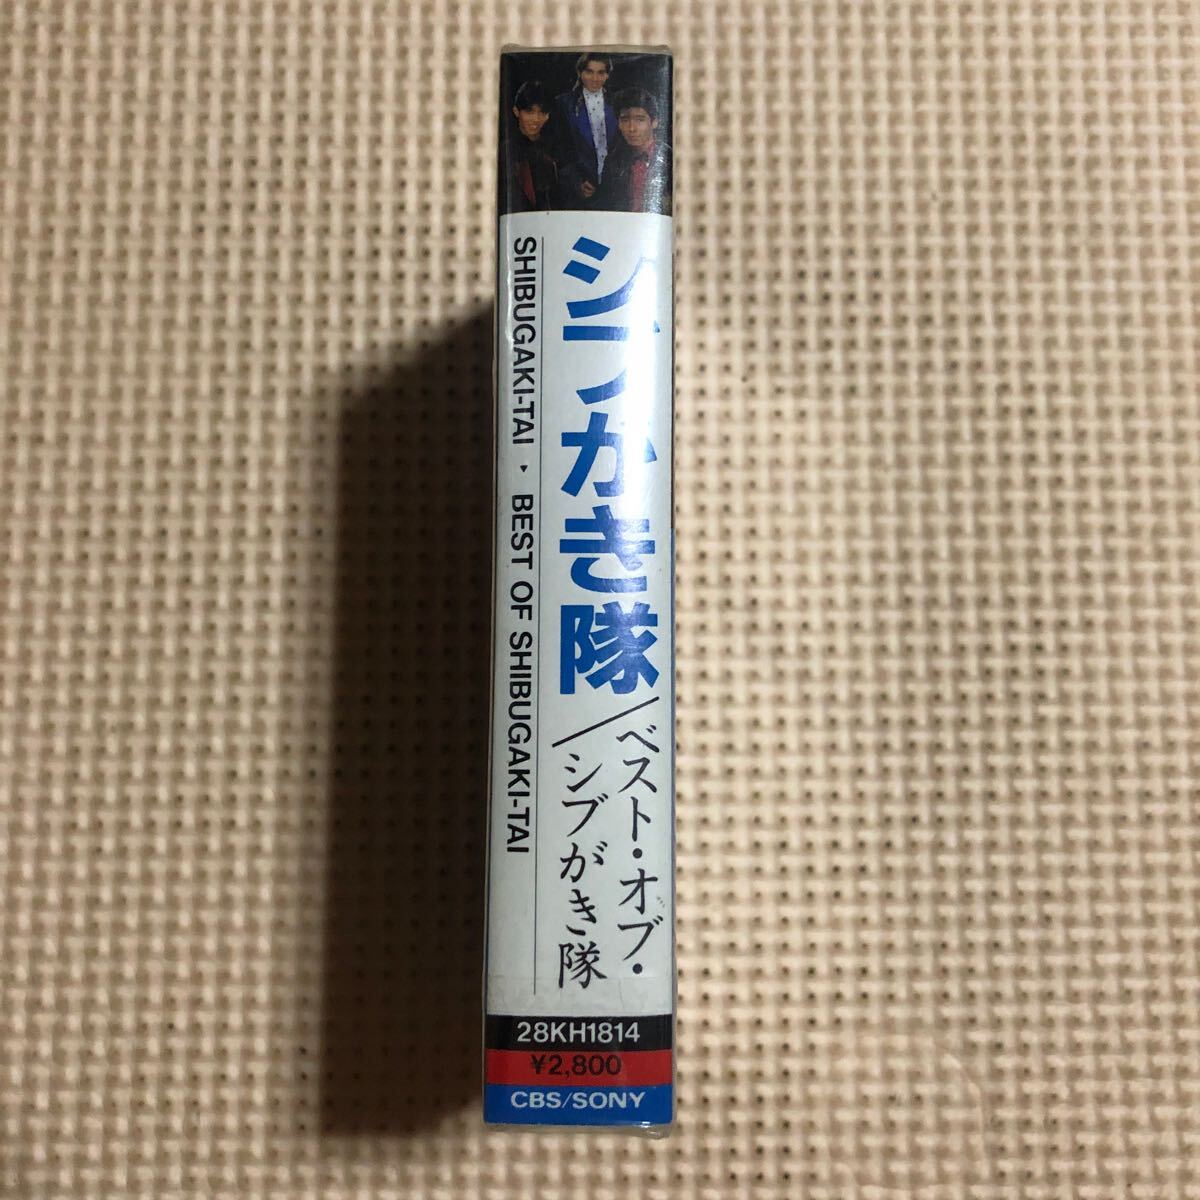 シブがき隊
ベスト・オブ・
シブがき隊
SHIBUGAKI-TAI・BEST OF SHIBUGAKI-TAI
28KH1814
¥2,800
CBS/SONY